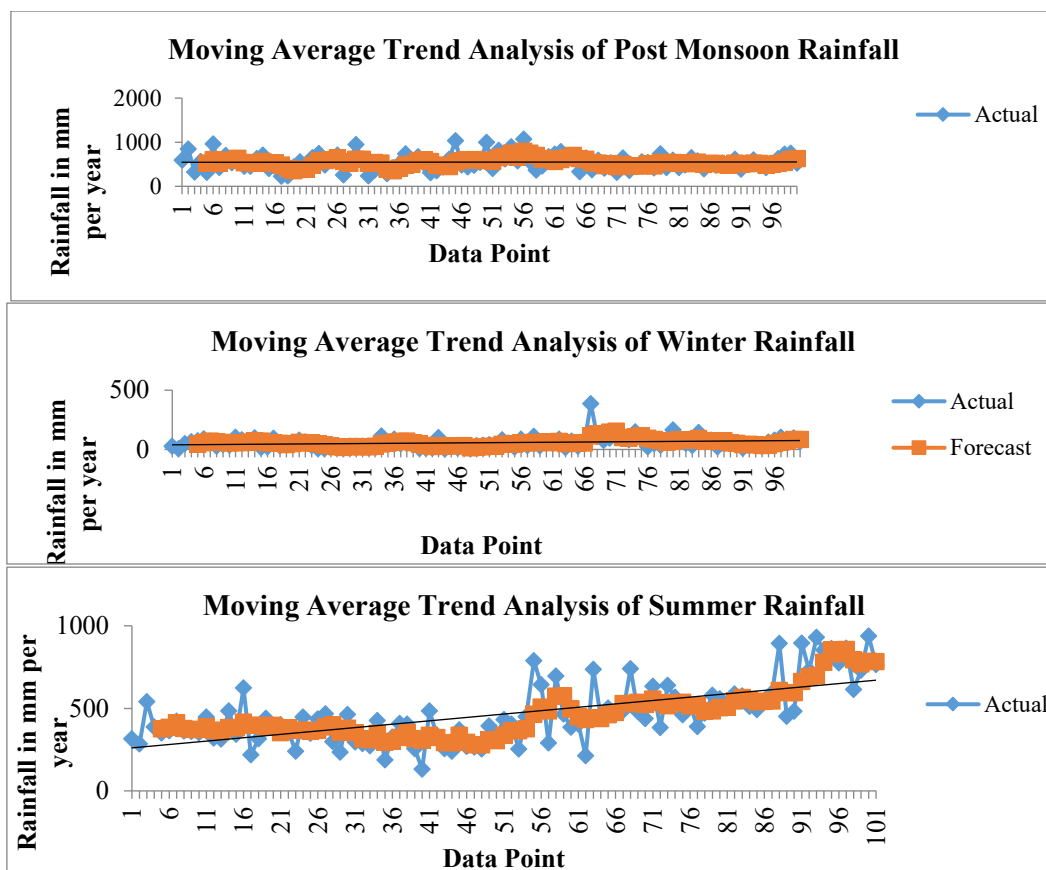 Moving Average Trend Analysis of Post Monsoon Rainfall
Rainfall in mm
per year
2000
1000
0
1 6 11 16 21 26 31 36 41 46 51 56 61 66 71 76 81 86 91 96
Data Point
Actual
Moving Average Trend Analysis of Winter Rainfall
Rainfall in mm
per year
500
0
1 6 11 16 21 26 31 36 41 46 51 56 61 66 71 76 81 86 91 96
Data Point
Actual
Forecast
Moving Average Trend Analysis of Summer Rainfall
Rainfall in mm per
year
1000
500
0
1 6 11 16 21 26 31 36 41 46 51 56 61 66 71 76 81 86 91 96 101
Data Point
Actual